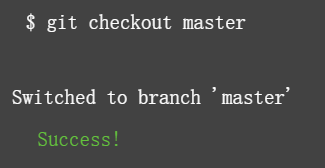 $ git checkout master
Switched to branch 'master'
Success!